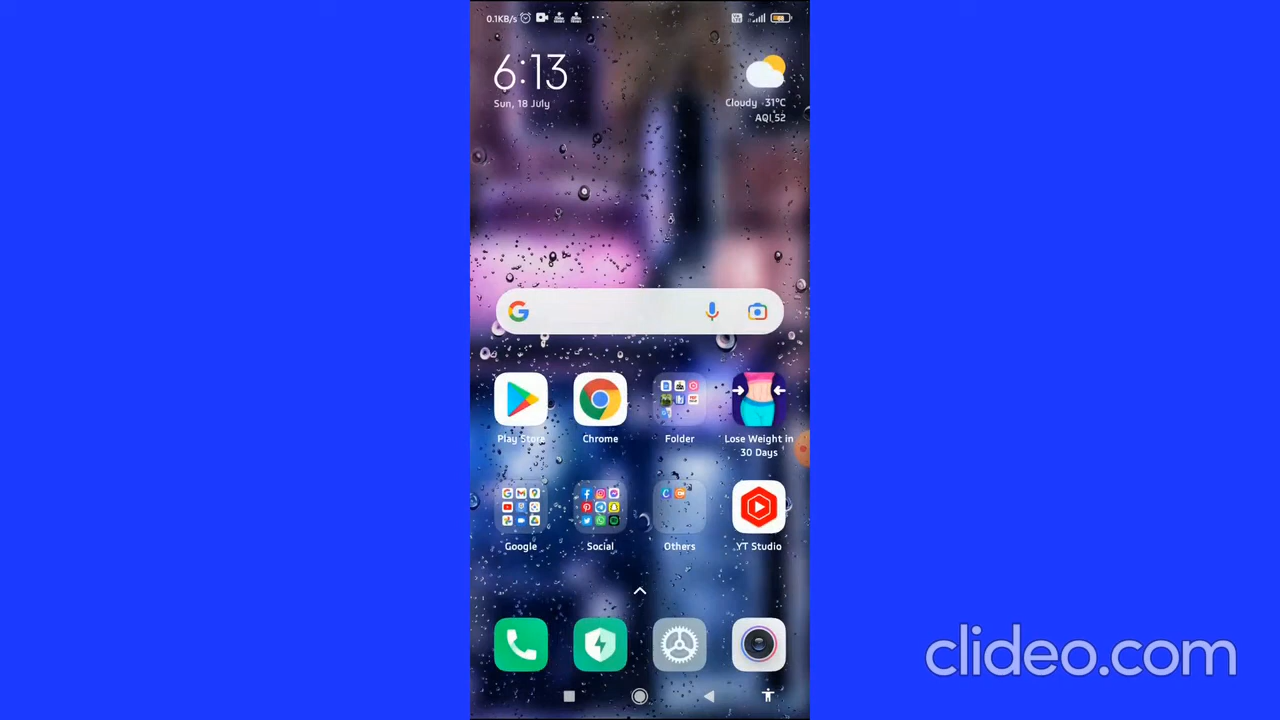 0.1KB/s
6:13
Sun, 18 July
Cloudy 31°C
AQI 52
Play Store
Chrome
Folder
Lose Weight in
30 Days
Google
Social
Others
YT Studio
clideo.com